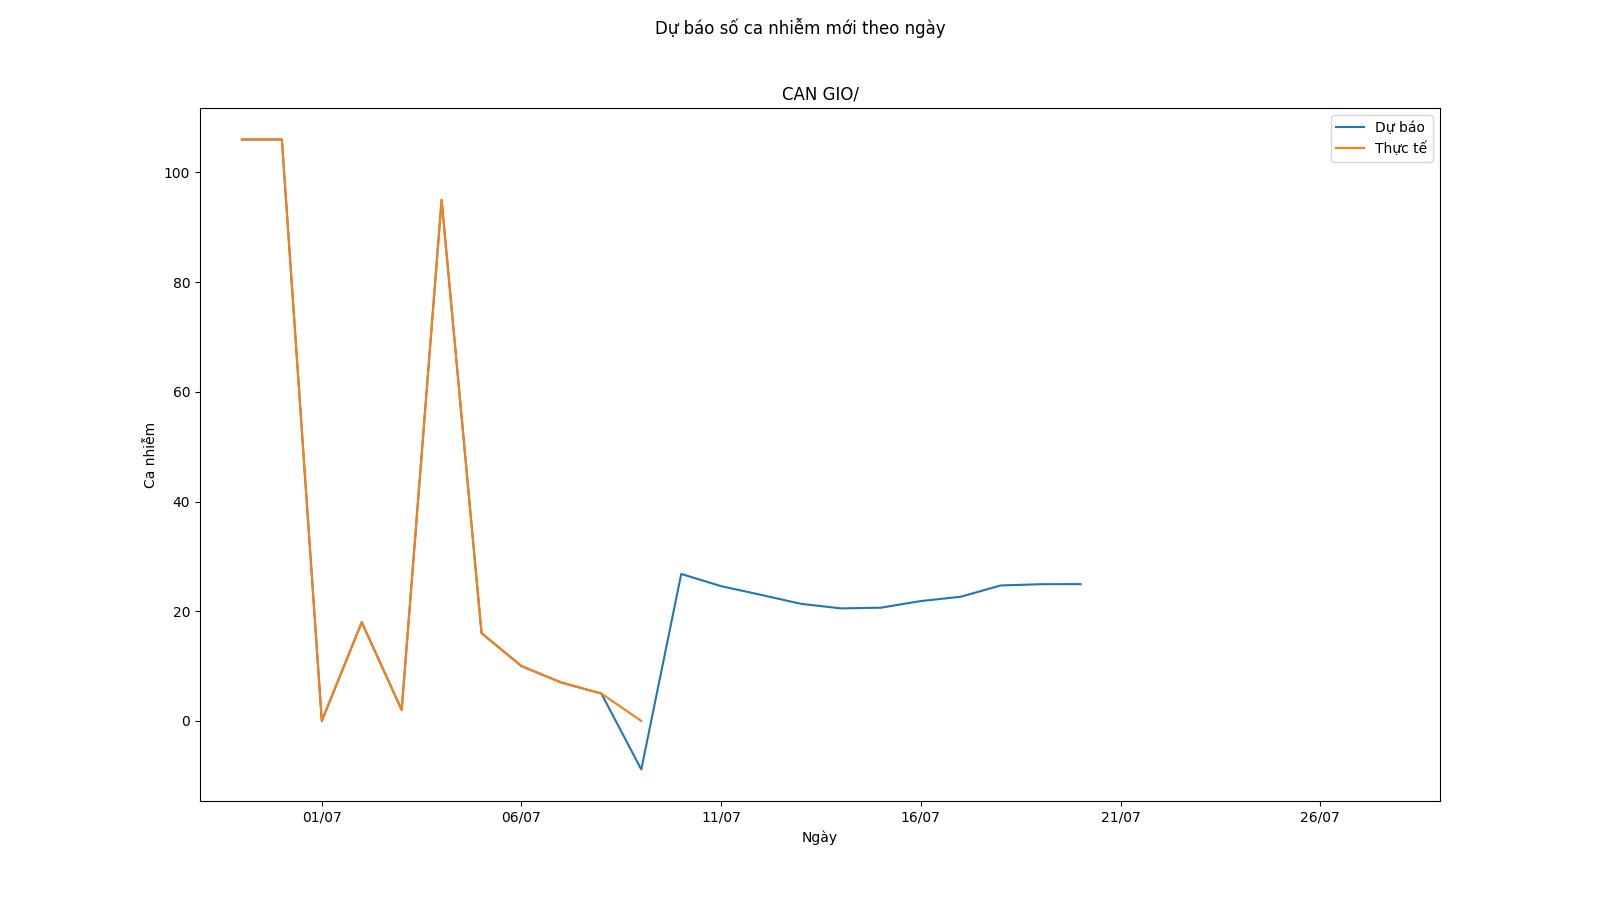 Dự báo số ca nhiễm mới theo ngày
CAN GIO/
Dự báo
Thực tế
100
80
60
40
20
0
Ca nhiễm
01/07
06/07
11/07
16/07
21/07
26/07
Ngày